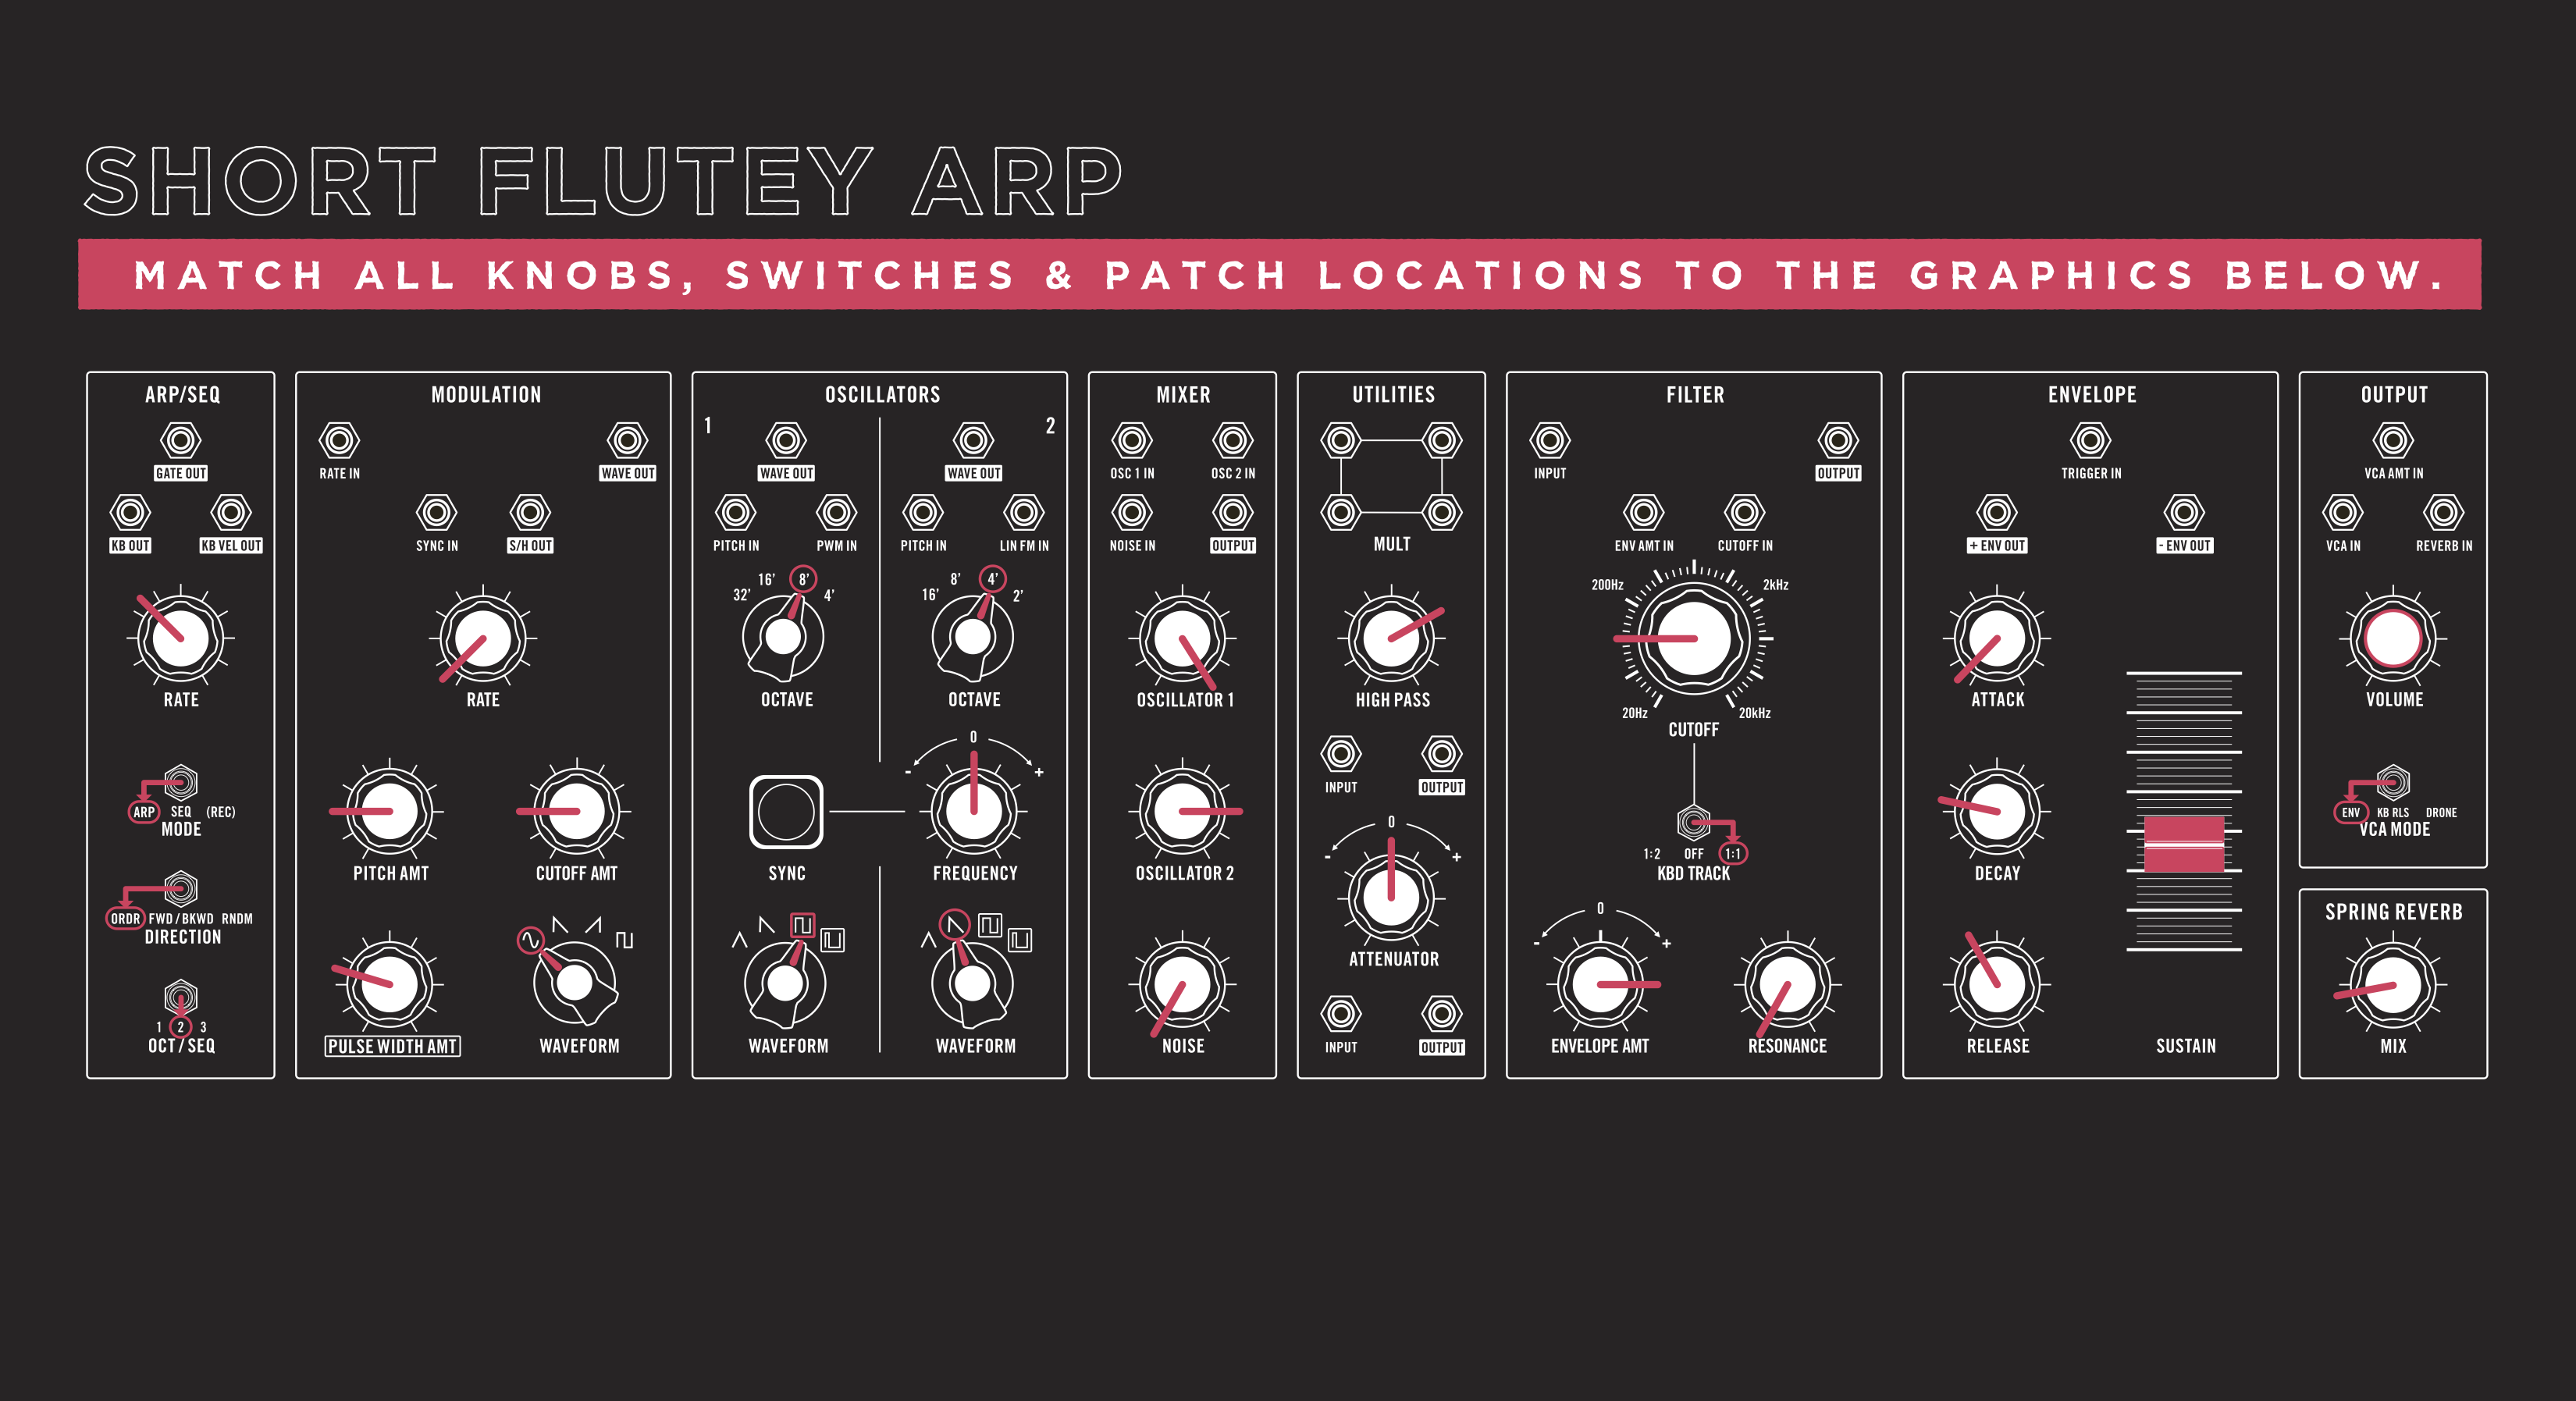 SHORT FLUTEY ARP
MATCH ALL KNOBS, SWITCHES & PATCH LOCATIONS TO THE GRAPHICS BELOW.
ARP/SEQ
GATE OUT
KB OUT KB VEL OUT
RATE
ARP SEQ (REC)
MODE
ORDR FWD / BKWD RNDM
DIRECTION
1 2 3
OCT / SEQ
MODULATION
RATE IN WAVE OUT
SYNC IN S/H OUT
RATE
PITCH AMT CUTOFF AMT
PULSE WIDTH AMT WAVEFORM
OSCILLATORS
1 2
WAVE OUT WAVE OUT
PITCH IN PWM IN PITCH IN LIN FM IN
16' 8' 8' 4'
32' 4' 16' 2'
OCTAVE OCTAVE
0
- +
SYNC FREQUENCY
WAVEFORM WAVEFORM
MIXER
OSC 1 IN OSC 2 IN
NOISE IN OUTPUT
OSCILLATOR 1
OSCILLATOR 2
NOISE
UTILITIES
MULT
HIGH PASS
INPUT OUTPUT
0
- +
ATTENUATOR
INPUT OUTPUT
FILTER
INPUT OUTPUT
ENV AMT IN CUTOFF IN
200Hz 2kHz
20Hz 20kHz
CUTOFF
1:2 OFF 1:1
KBD TRACK
0
- +
ENVELOPE AMT RESONANCE
ENVELOPE
TRIGGER IN
+ ENV OUT - ENV OUT
ATTACK
DECAY
RELEASE SUSTAIN
OUTPUT
VCA AMT IN
VCA IN REVERB IN
VOLUME
ENV KB RLS DRONE
VCA MODE
SPRING REVERB
MIX